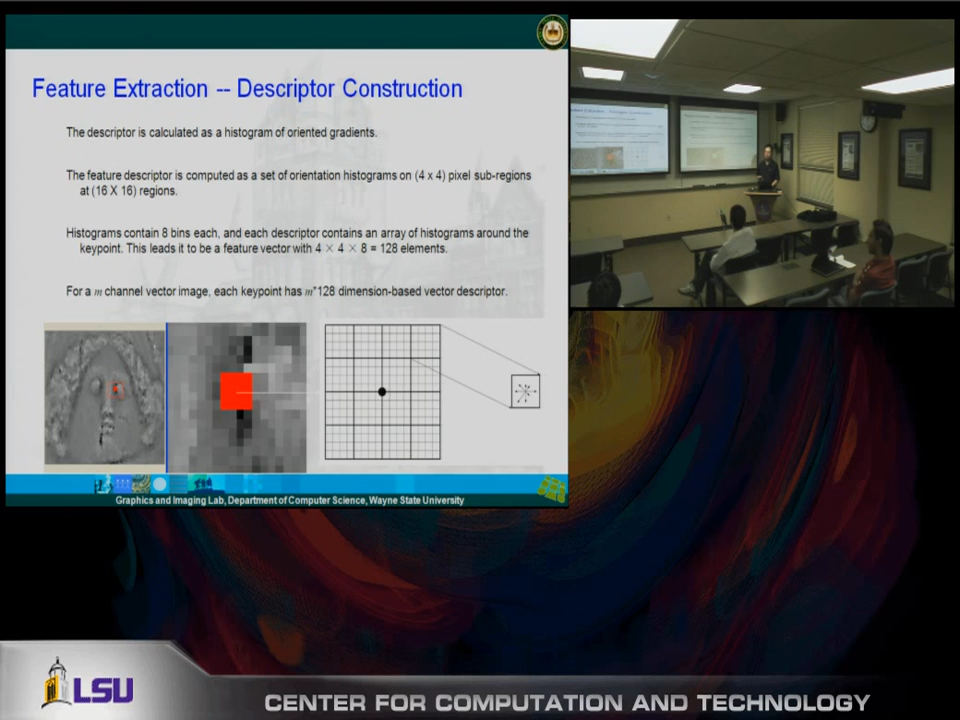 Feature Extraction -- Descriptor Construction
The descriptor is calculated as a histogram of oriented gradients.
The feature descriptor is computed as a set of orientation histograms on (4 x 4) pixel sub-regions
at (16 X 16) regions.
Histograms contain 8 bins each, and each descriptor contains an array of histograms around the
keypoint. This leads it to be a feature vector with 4 × 4 × 8 = 128 elements.
For a m channel vector image, each keypoint has m*128 dimension-based vector descriptor.
Graphics and Imaging Lab, Department of Computer Science, Wayne State University
LSU
CENTER FOR COMPUTATION AND TECHNOLOGY